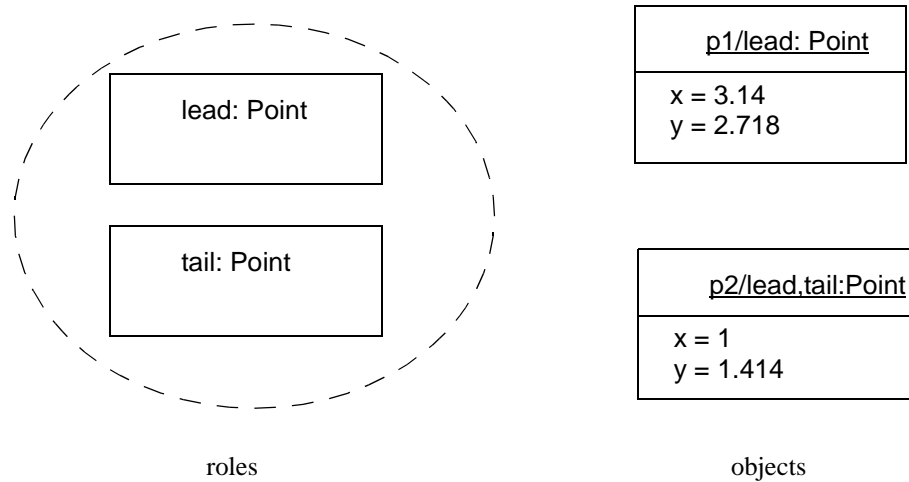 lead: Point
tail: Point
roles
p1/lead: Point
x = 3.14
y = 2.718
p2/lead,tail:Point
x = 1
y = 1.414
objects